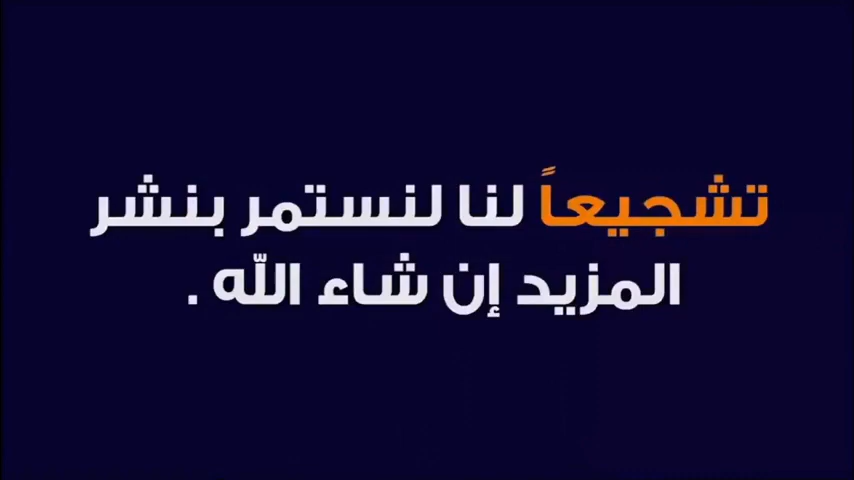 تشجيعاً لنا لنستمر بنشر
المزيد إن شاء الله .